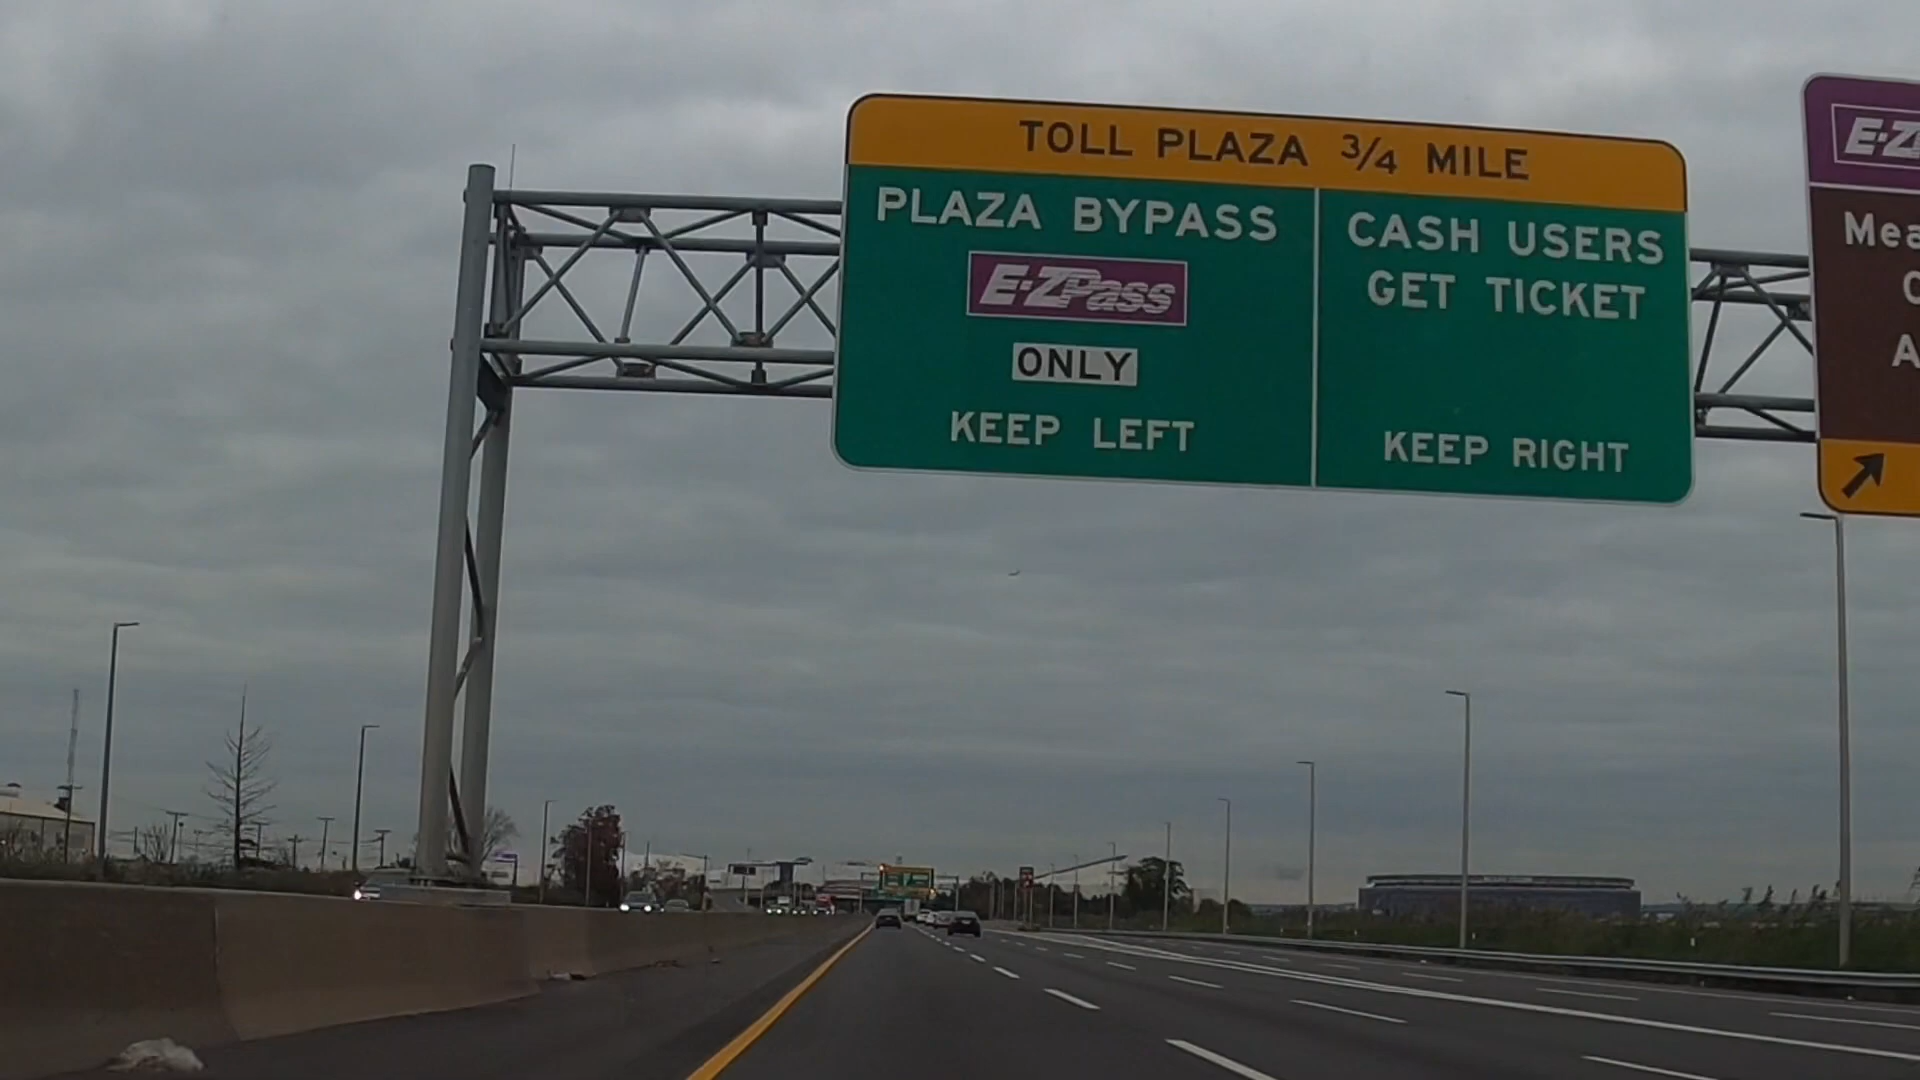 TOLL PLAZA 3/4 MILE
PLAZA BYPASS
E-ZPass
ONLY
KEEP LEFT
CASH USERS
GET TICKET
KEEP RIGHT